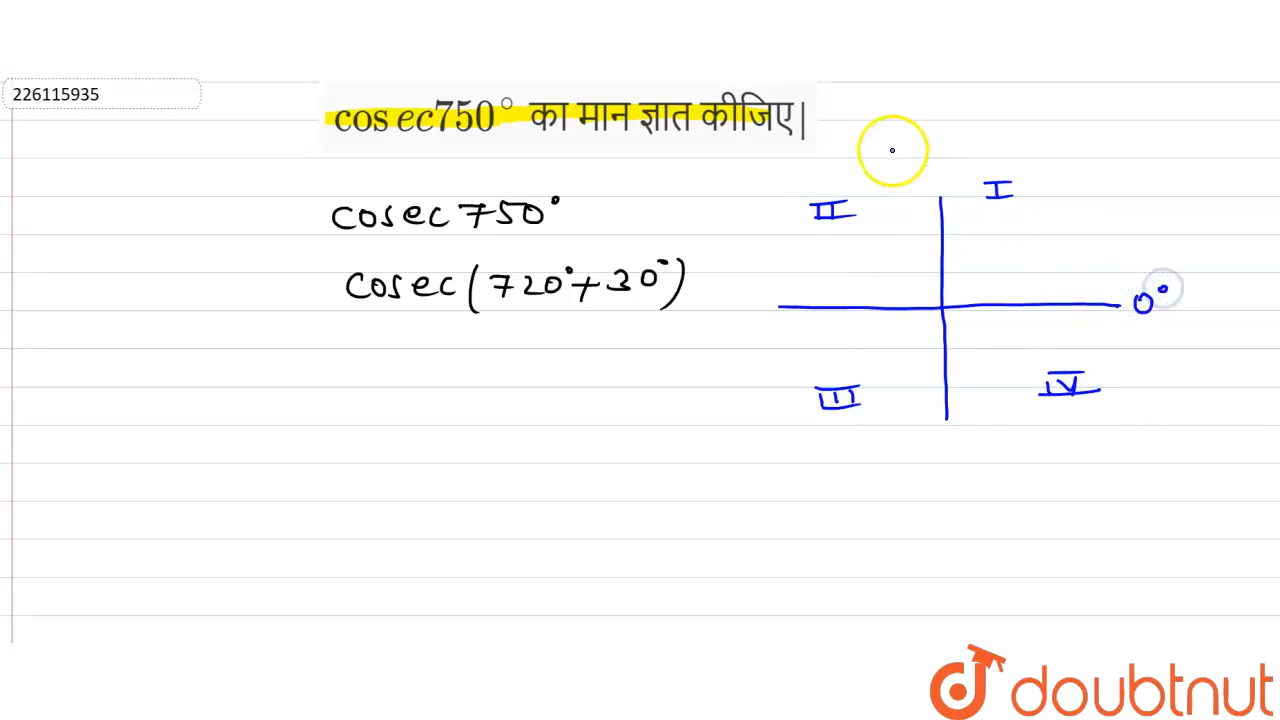 226115935
cosec750° का मान ज्ञात कीजिए|
cosec 750°
cosec (720° + 30°)
II
I
0°
III
IV
doubtnut